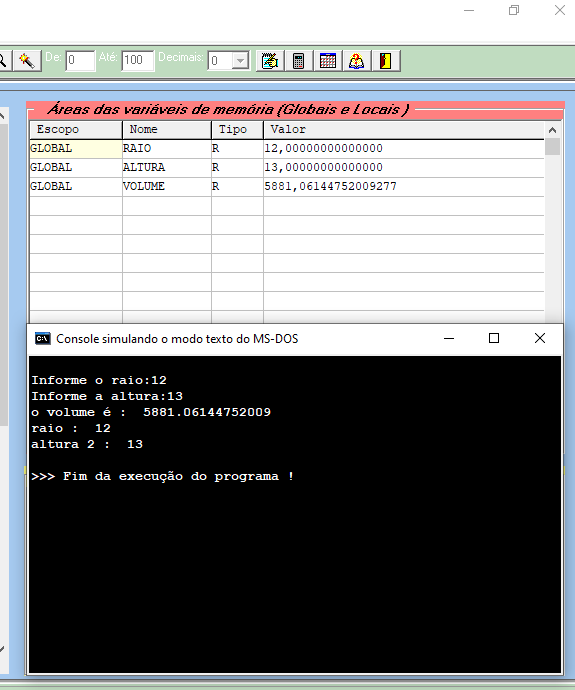 De: 0 Até: 100 Decimais: 0
Áreas das variáveis de memória (Globais e Locais )
Escopo Nome Tipo Valor
GLOBAL RAIO R 12,00000000000000
GLOBAL ALTURA R 13,00000000000000
GLOBAL VOLUME R 5881,06144752009277
C:\ Console simulando o modo texto do MS-DOS
Informe o raio:12
Informe a altura:13
o volume é :  5881.06144752009
raio :  12
altura 2 :  13
>>> Fim da execução do programa !